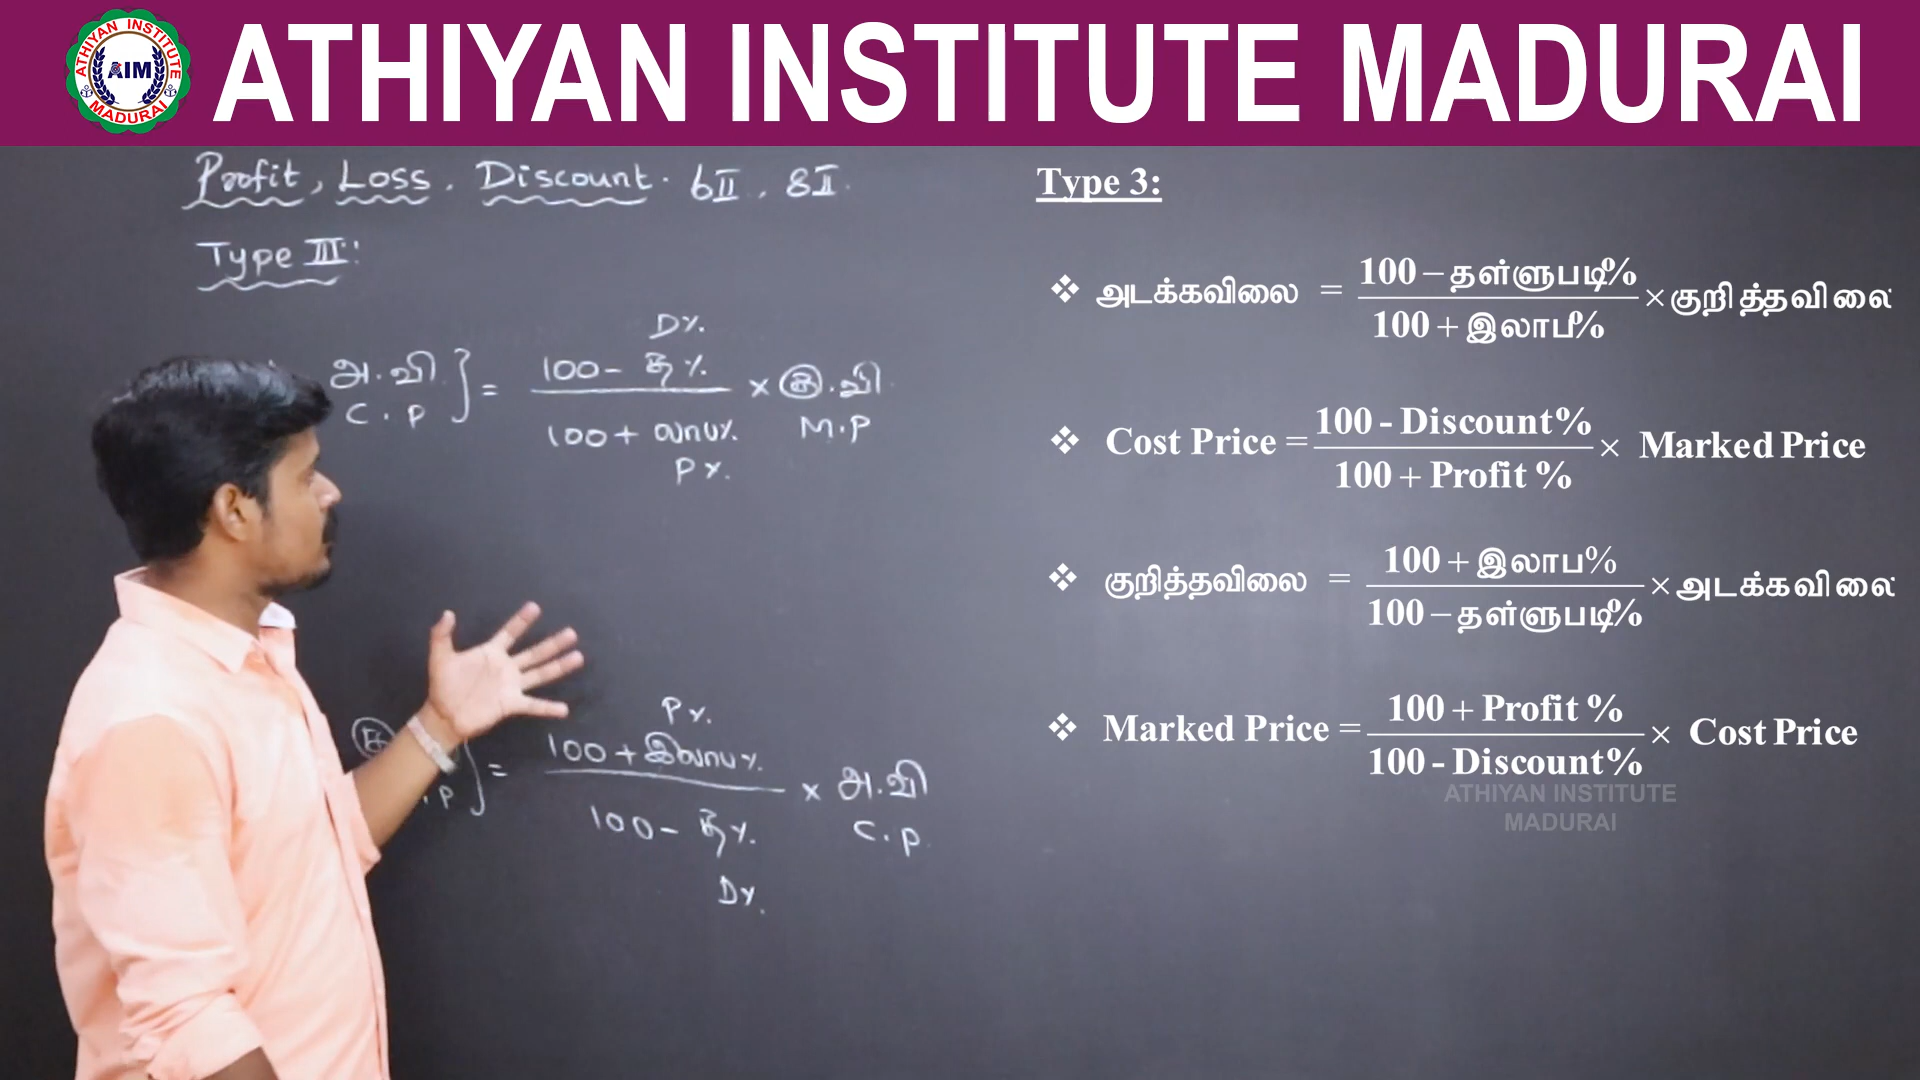 ATHIYAN INSTITUTE MADURAI
ATHIYAN INSTITUTE
AIM
MADURAI
Profit, Loss. Discount. 6II, 8I.
Type III:
D%.
அ.வி } = 100 - த% × கு.வி
C.P M.P
100 + லாப%.
P%.
P%.
100 + இலாப%.
= × அ.வி
.P
100 - த%. C.P.
D%.
Type 3:
❖ அடக்கவிலை = 100 – தள்ளுபடி%
100 + இலாப% × குறித்தவிலை
❖ Cost Price = 100 - Discount%
100 + Profit % × Marked Price
❖ குறித்தவிலை = 100 + இலாப%
100 – தள்ளுபடி% × அடக்கவிலை
❖ Marked Price = 100 + Profit %
100 - Discount% × Cost Price
ATHIYAN INSTITUTE
MADURAI